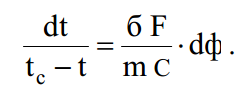 dt / (t_c − t) = (б F / m C) · dф .